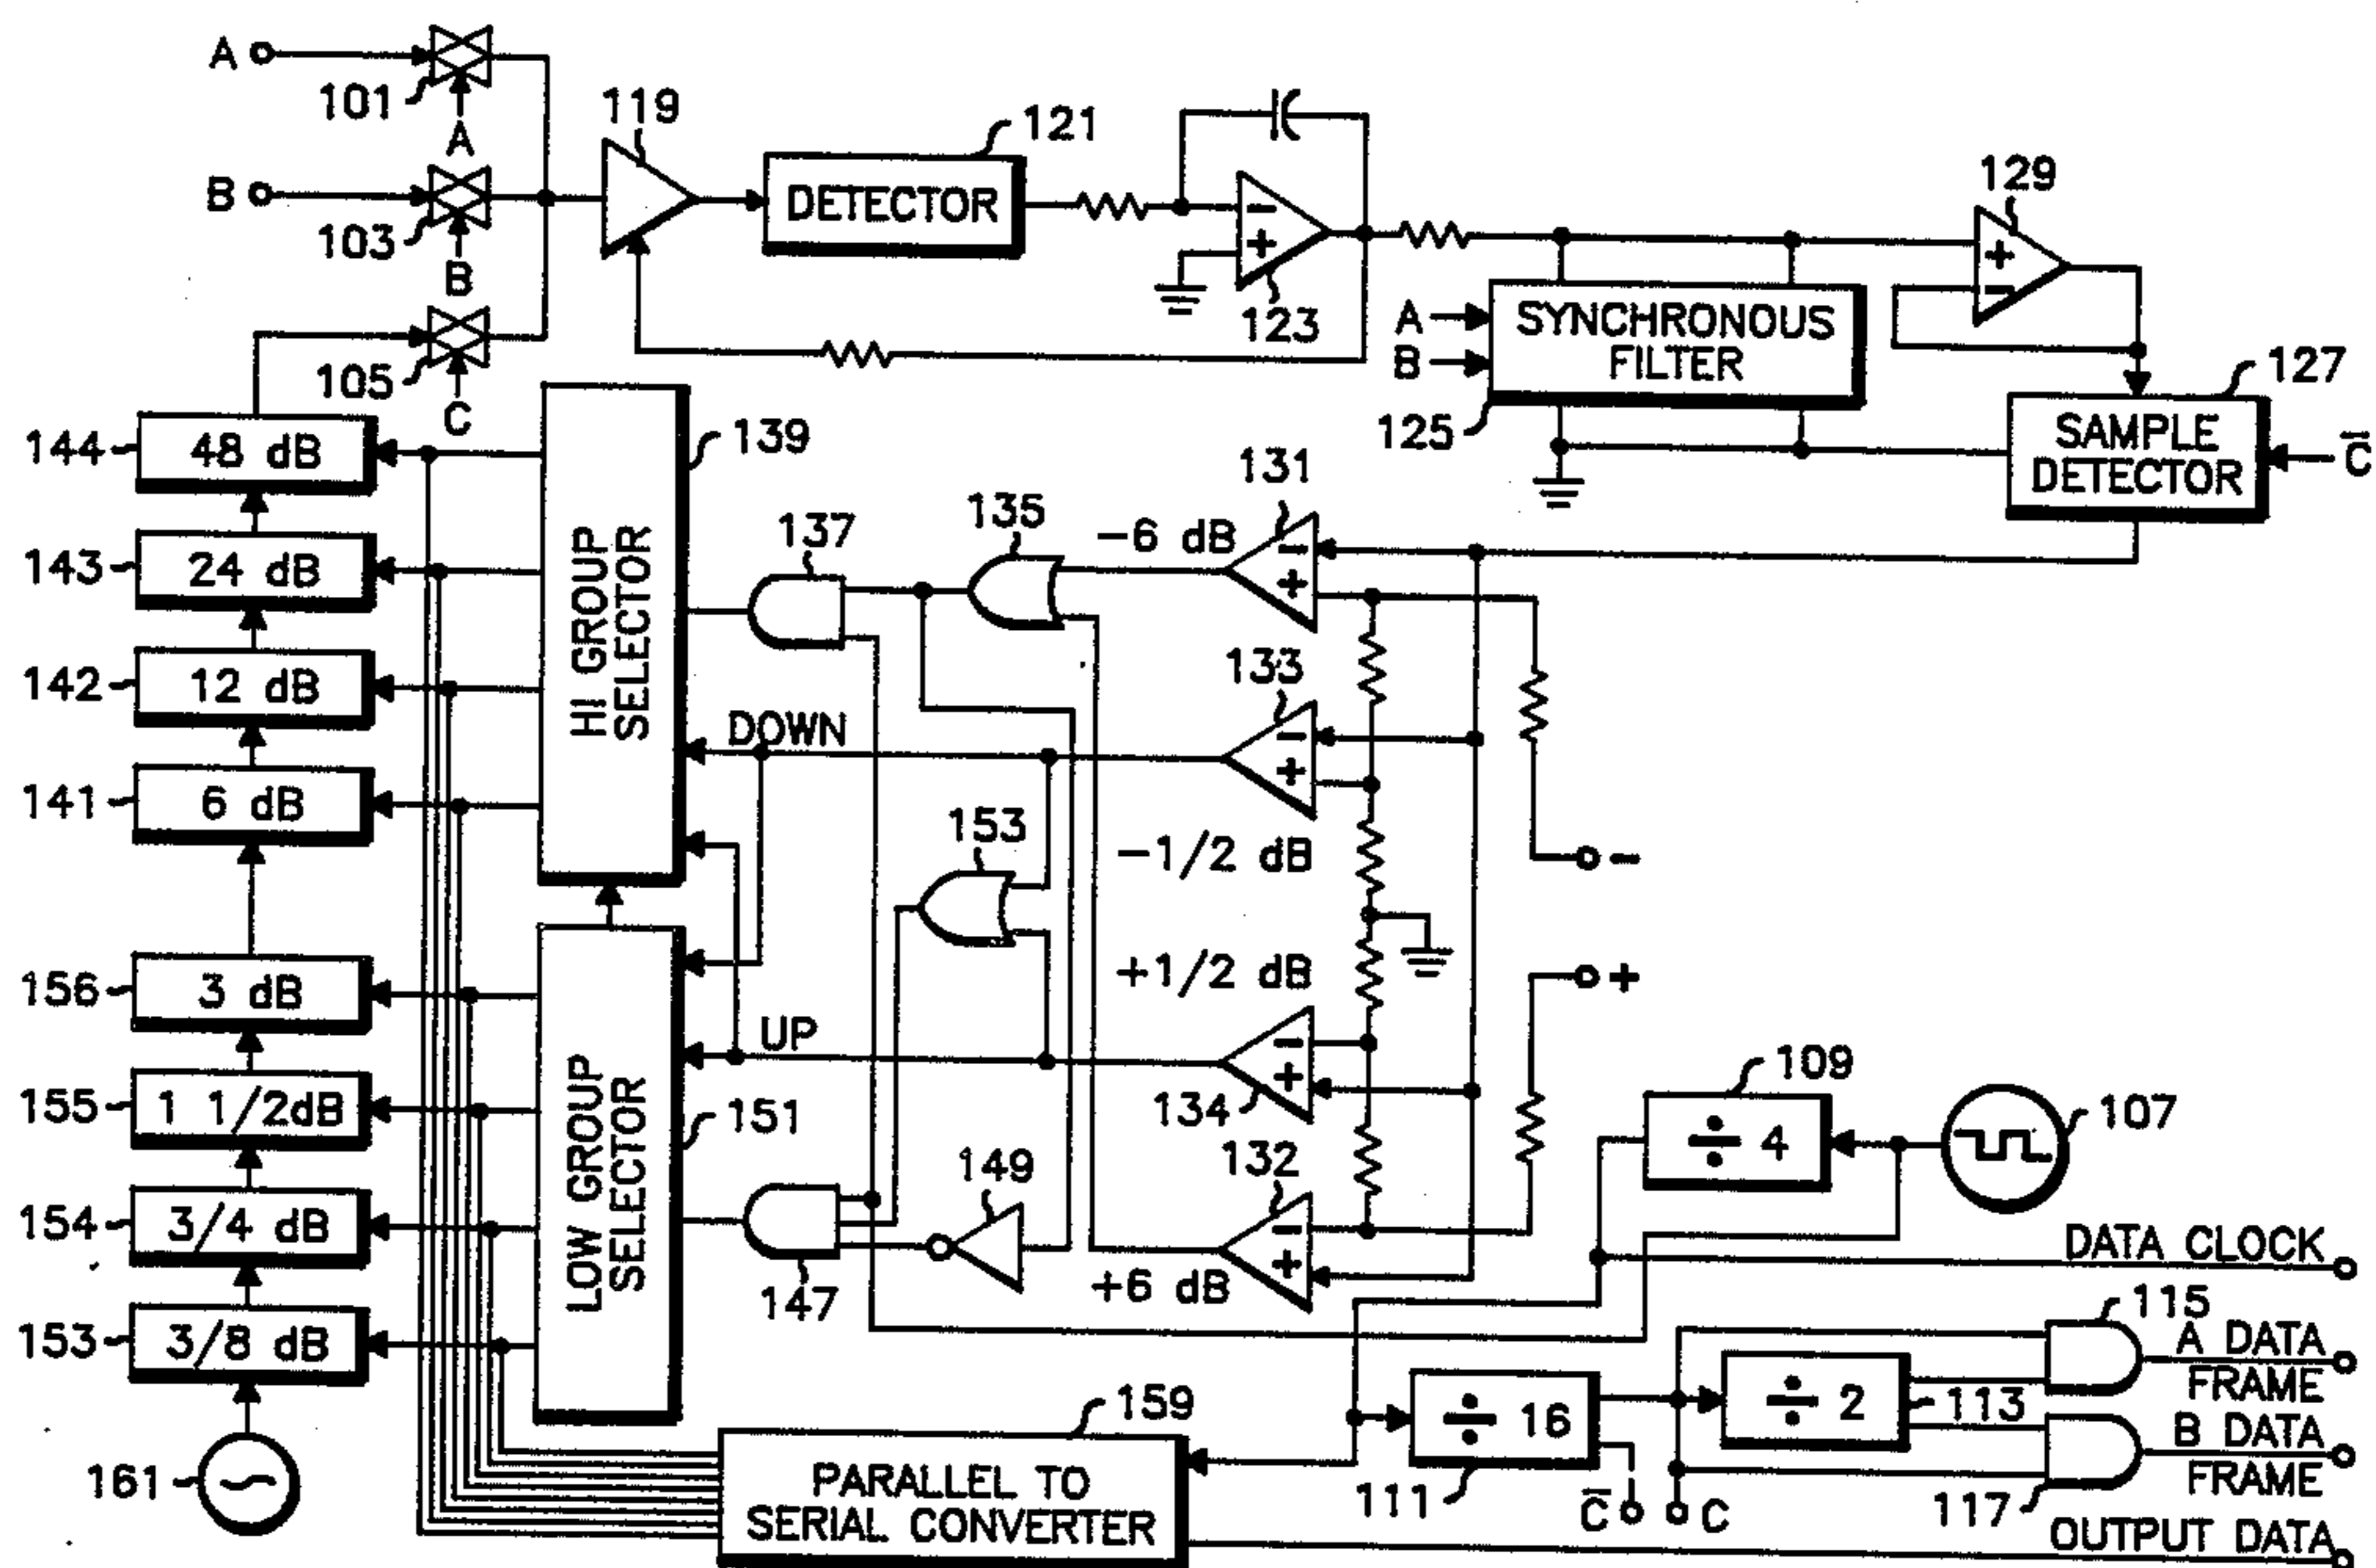 A
101
A
119
121
DETECTOR
B
103
B
−
+
123
129
+
−
A
B
SYNCHRONOUS
FILTER
125
127
SAMPLE
DETECTOR
C̅
105
C
144
48 dB
143
24 dB
142
12 dB
141
6 dB
156
3 dB
155
1 1/2dB
154
3/4 dB
153
3/8 dB
161
HI GROUP
SELECTOR
139
137
135
−6 dB
131
−
+
133
−
+
DOWN
153
−1/2 dB
−
+1/2 dB
+
UP
LOW GROUP
SELECTOR
151
134
−
+
149
147
132
−
+
+6 dB
109
÷ 4
107
DATA CLOCK
115
A DATA
FRAME
÷ 16
111
÷ 2
113
B DATA
FRAME
117
C̅
C
159
PARALLEL TO
SERIAL CONVERTER
OUTPUT DATA